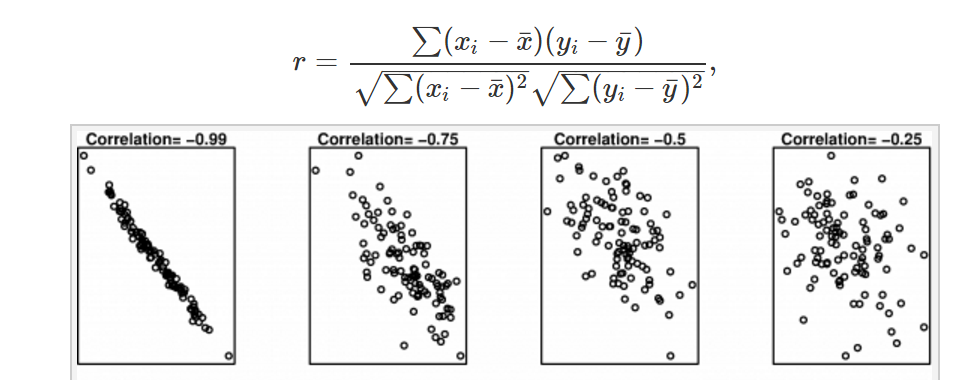 r = \frac{\sum(x_i - \bar{x})(y_i - \bar{y})}{\sqrt{\sum(x_i - \bar{x})^2}\sqrt{\sum(y_i - \bar{y})^2}},
Correlation= −0.99 Correlation= −0.75 Correlation= −0.5 Correlation= −0.25